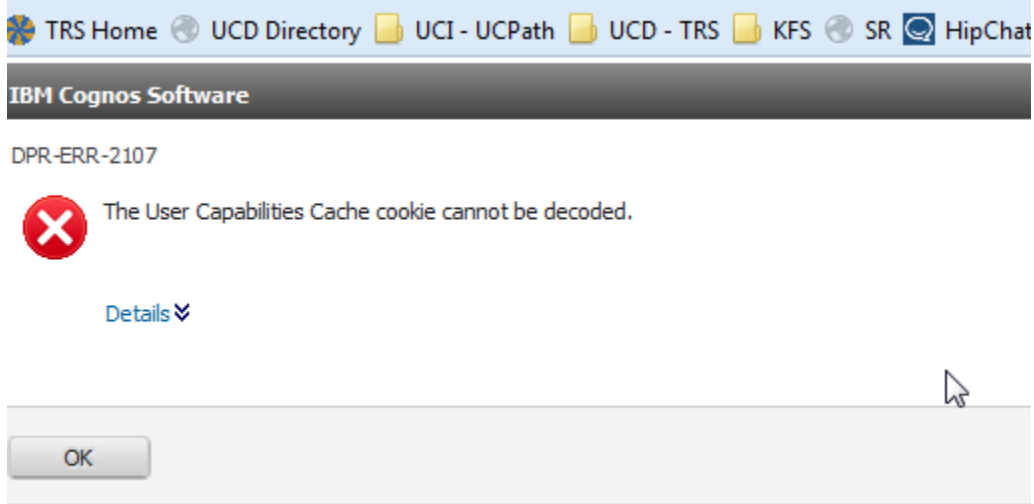 TRS Home UCD Directory UCI - UCPath UCD - TRS KFS SR HipChat
IBM Cognos Software
DPR-ERR-2107
The User Capabilities Cache cookie cannot be decoded.
Details
OK